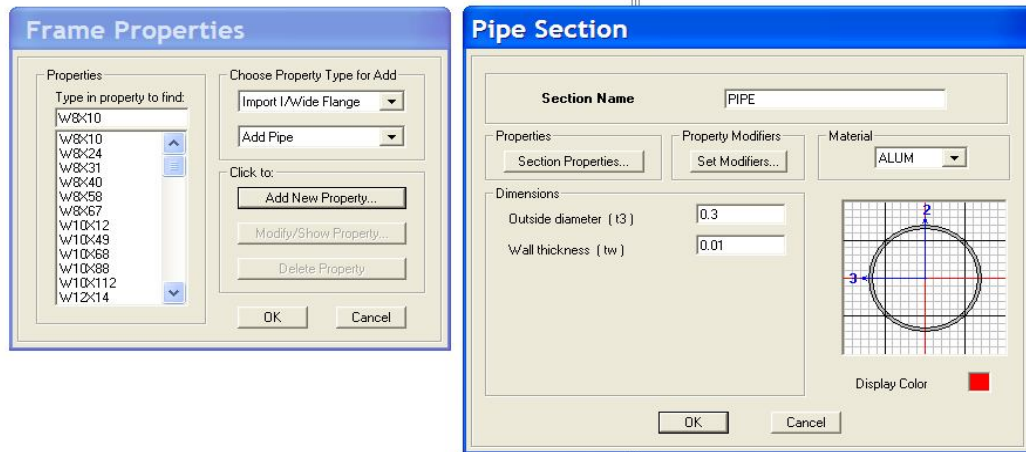 Frame Properties
Properties
Type in property to find:
W8X10
W8X10
W8X24
W8X31
W8X40
W8X58
W8X67
W10X12
W10X49
W10X68
W10X88
W10X112
W12X14
Choose Property Type for Add
Import I/Wide Flange
Add Pipe
Click to:
Add New Property...
Modify/Show Property...
Delete Property
OK Cancel
Pipe Section
Section Name PIPE
Properties Property Modifiers Material
Section Properties... Set Modifiers... ALUM
Dimensions
Outside diameter ( t3 ) 0.3
Wall thickness ( tw ) 0.01
2
3
Display Color
OK Cancel